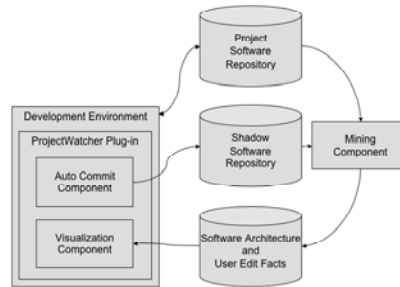 Project
Software
Repository
Development Environment
ProjectWatcher Plug-in
Auto Commit
Component
Shadow
Software
Repository
Mining
Component
Visualization
Component
Software Architecture
and
User Edit Facts